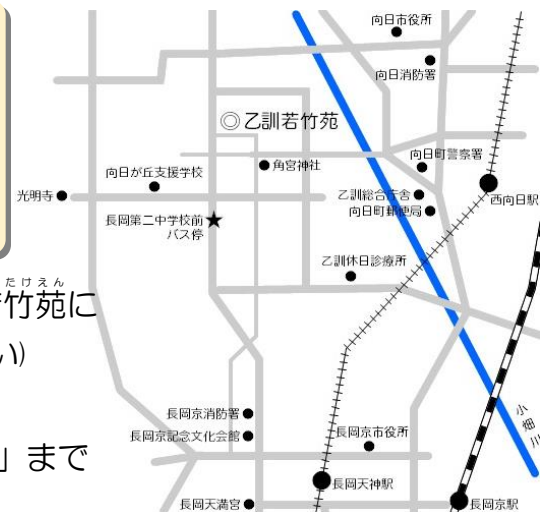 向日市役所
向日消防署
◎乙訓若竹苑
向日町警察署
角宮神社
向日が丘支援学校
光明寺
乙訓総合庁舎
西向日駅
向日町郵便局
長岡第二中学校前
バス停
乙訓休日診療所
たけえん
竹苑に
い)
」まで
小畑川
長岡京消防署
長岡京記念文化会館
長岡京市役所
長岡天神駅
長岡天満宮
長岡京駅